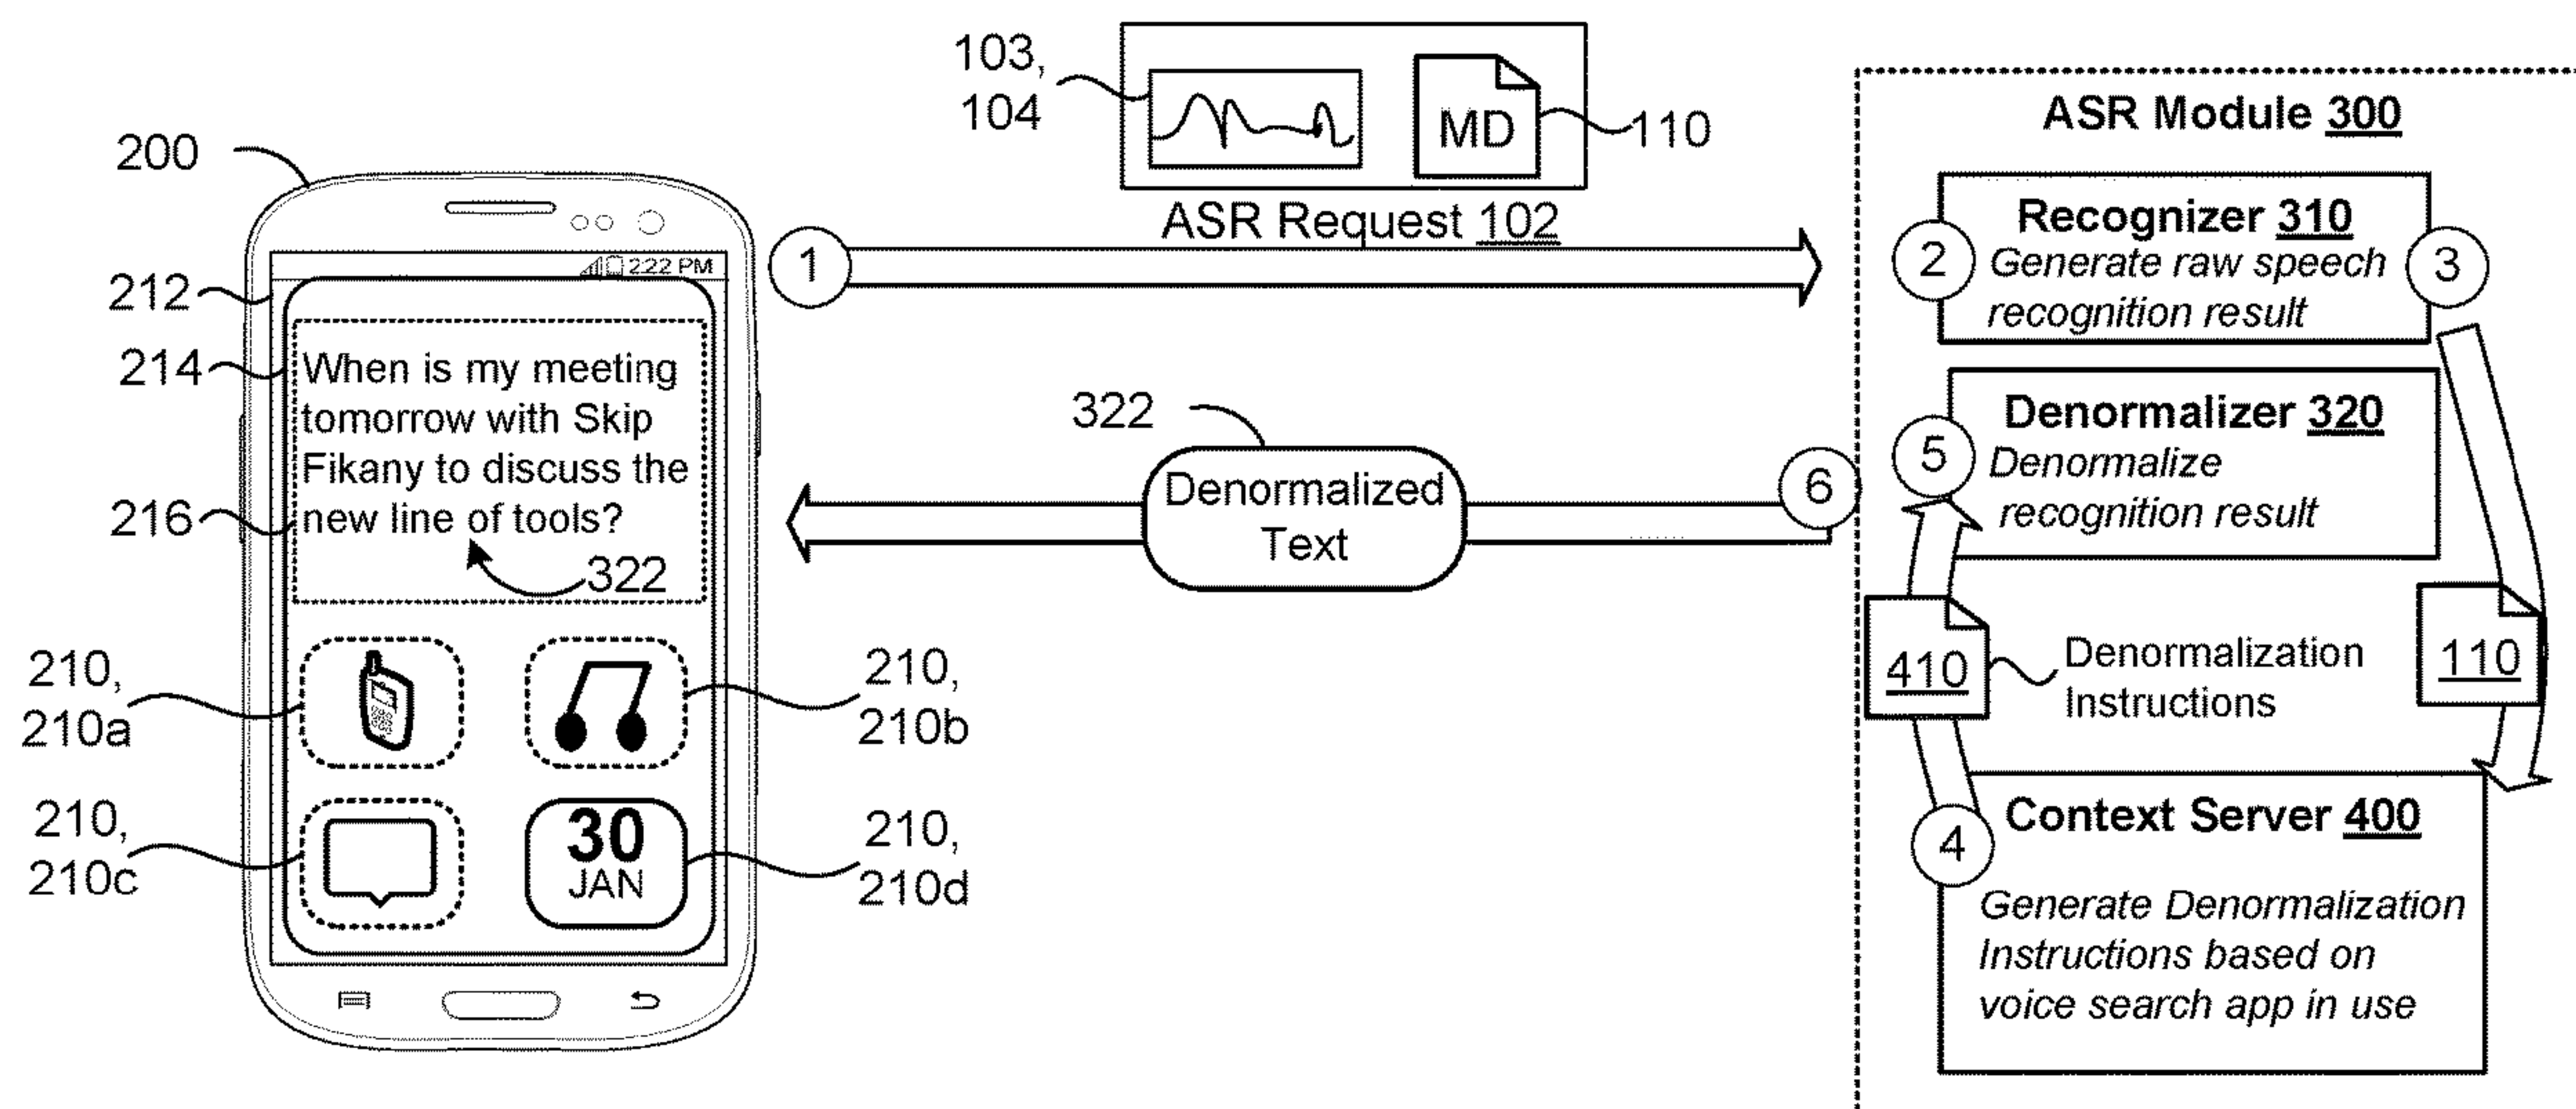 200
212
214
216
2:22 PM
When is my meeting
tomorrow with Skip
Fikany to discuss the
new line of tools?
322
210,
210a
210,
210b
210,
210c
30
JAN
210,
210d
103,
104
MD
110
ASR Request 102
1
322
Denormalized
Text
6
ASR Module 300
Recognizer 310
2
Generate raw speech
recognition result
3
Denormalizer 320
5
Denormalize
recognition result
410
Denormalization
Instructions
110
Context Server 400
4
Generate Denormalization
Instructions based on
voice search app in use